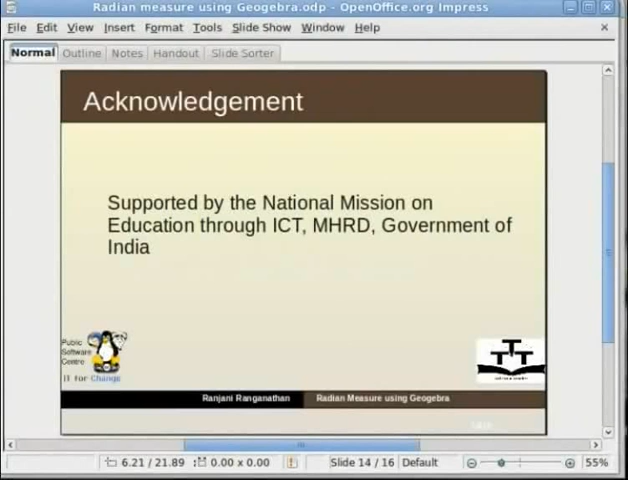 Radian measure using Geogebra.odp - OpenOffice.org Impress
File Edit View Insert Format Tools Slide Show Window Help
Normal Outline Notes Handout Slide Sorter
Acknowledgement
Supported by the National Mission on
Education through ICT, MHRD, Government of
India
Public
Software
Centre
IT for Change
TTT
Ranjani Ranganathan Radian Measure using Geogebra
6.21 / 21.89 0.00 x 0.00 Slide 14 / 16 Default 55%